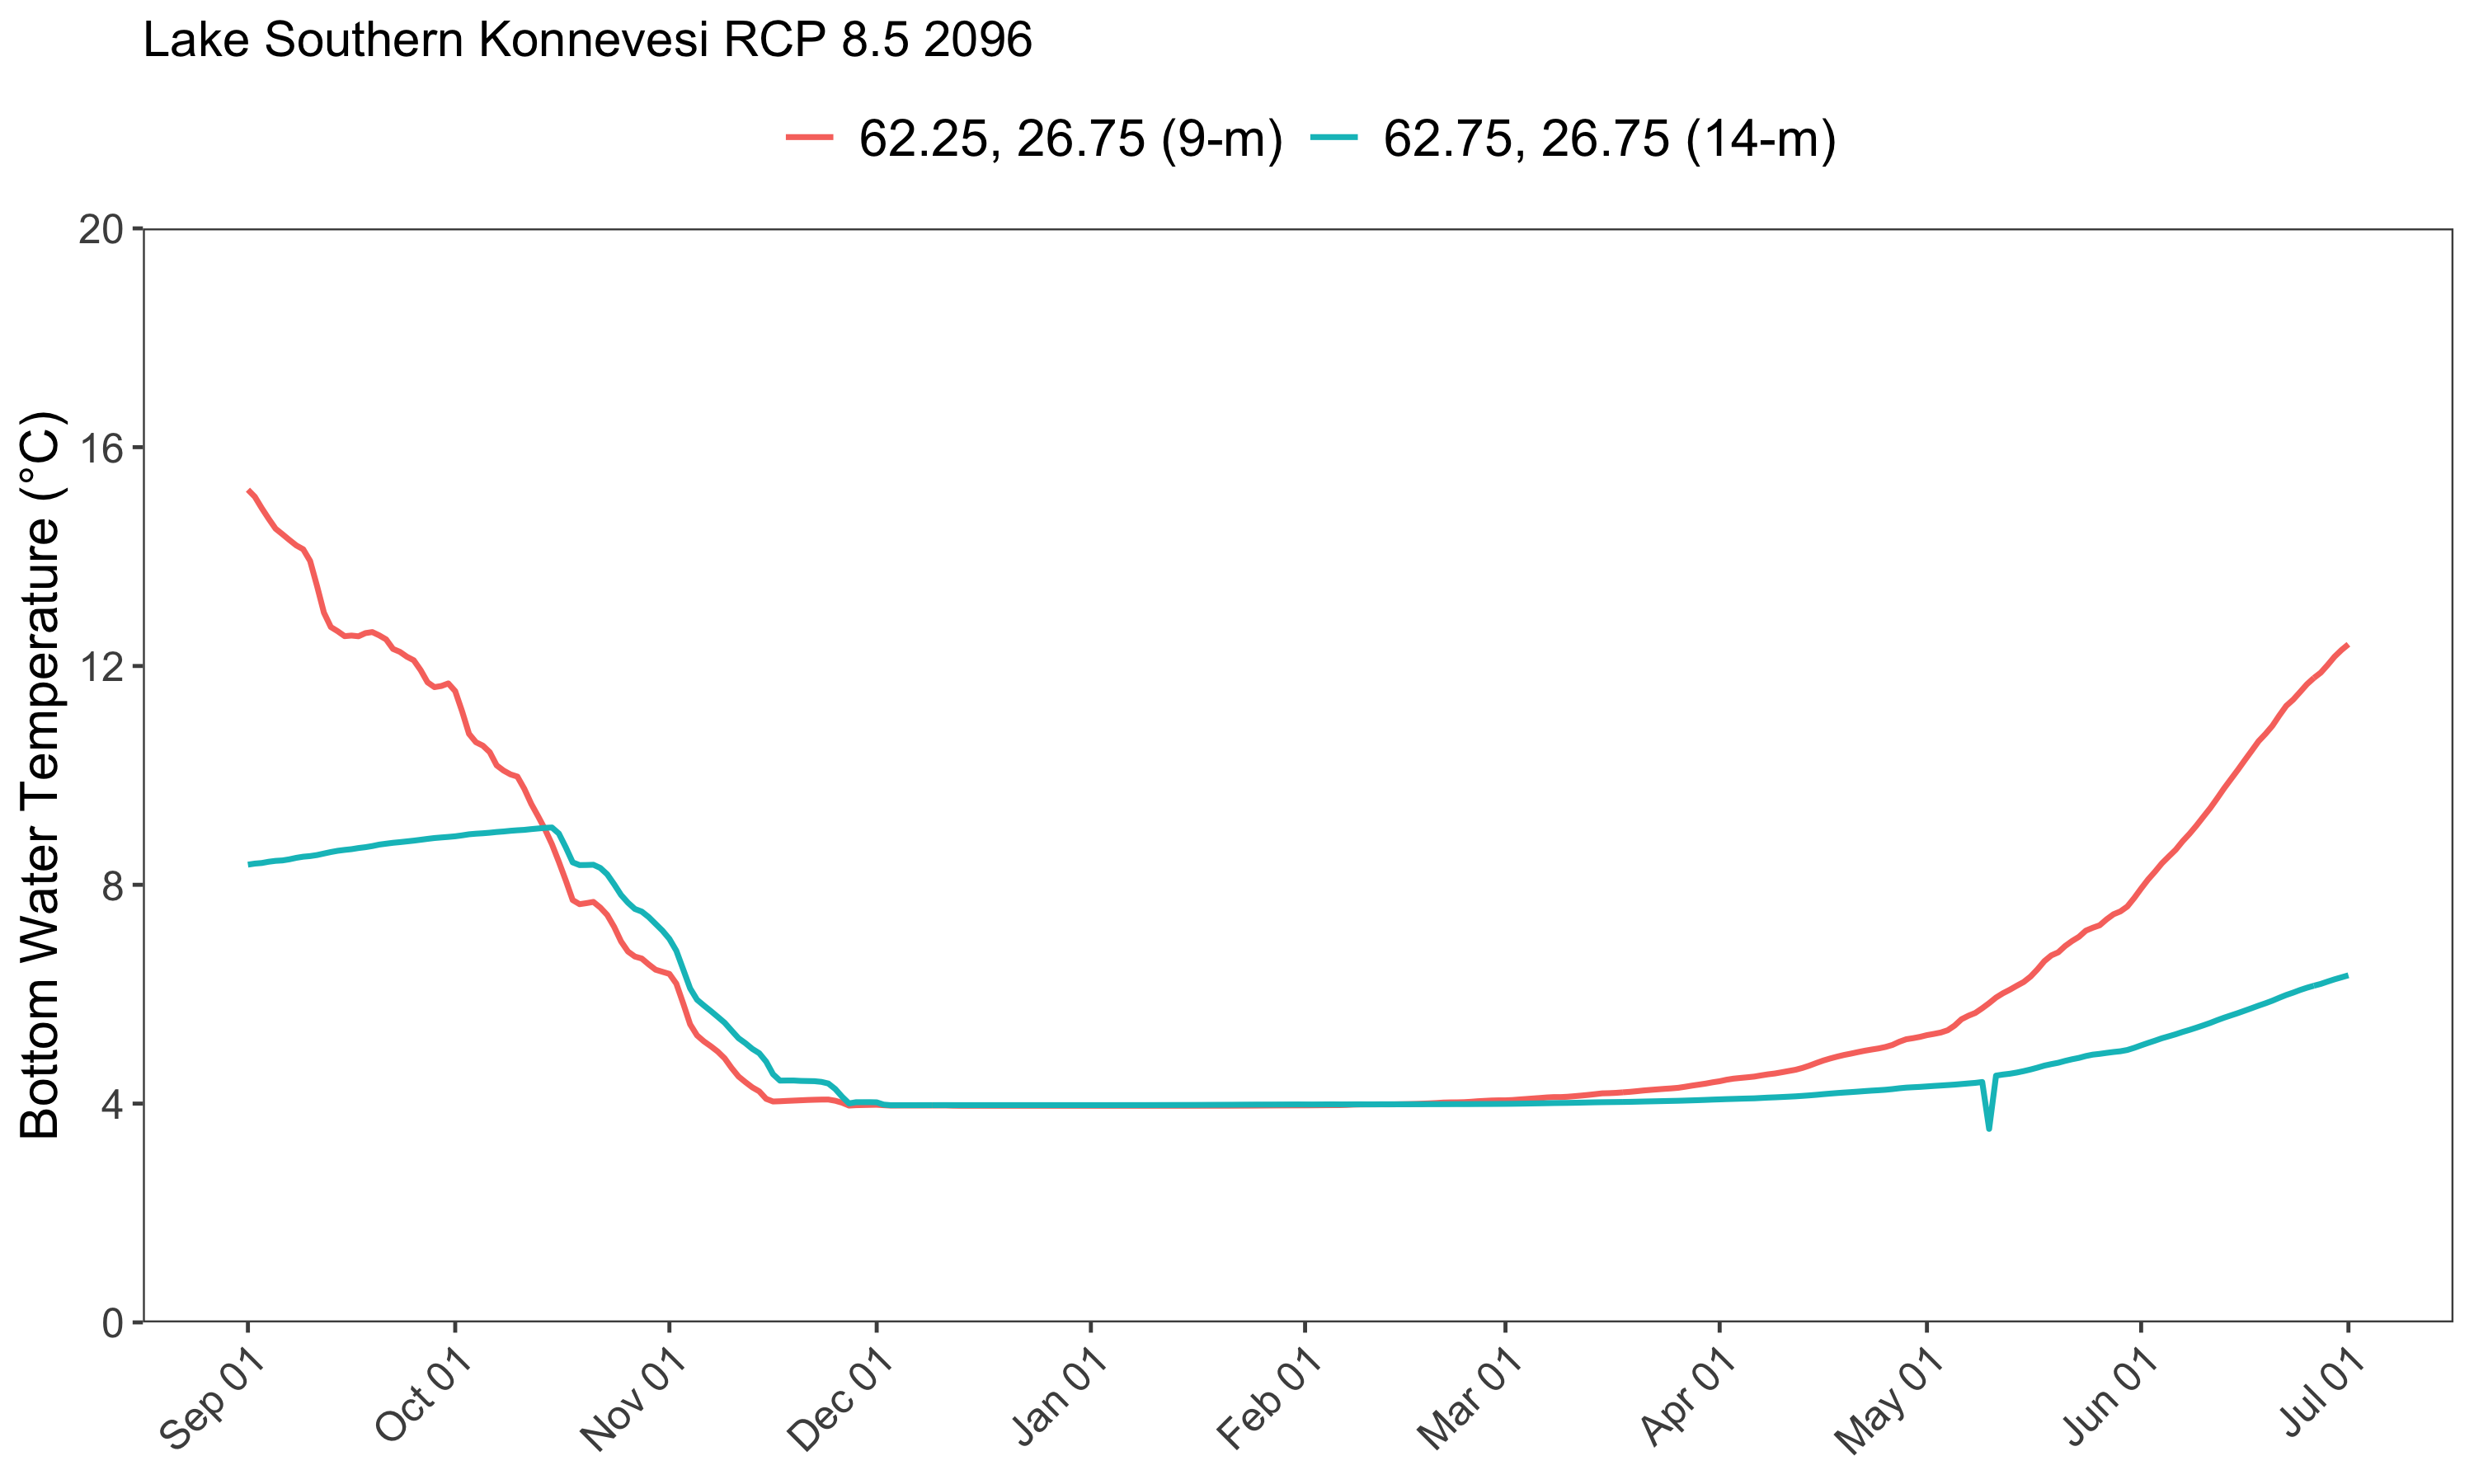 Lake Southern Konnevesi RCP 8.5 2096
62.25, 26.75 (9-m) 62.75, 26.75 (14-m)
Bottom Water Temperature (°C)
20
16
12
8
4
0
Sep 01 Oct 01 Nov 01 Dec 01 Jan 01 Feb 01 Mar 01 Apr 01 May 01 Jun 01 Jul 01